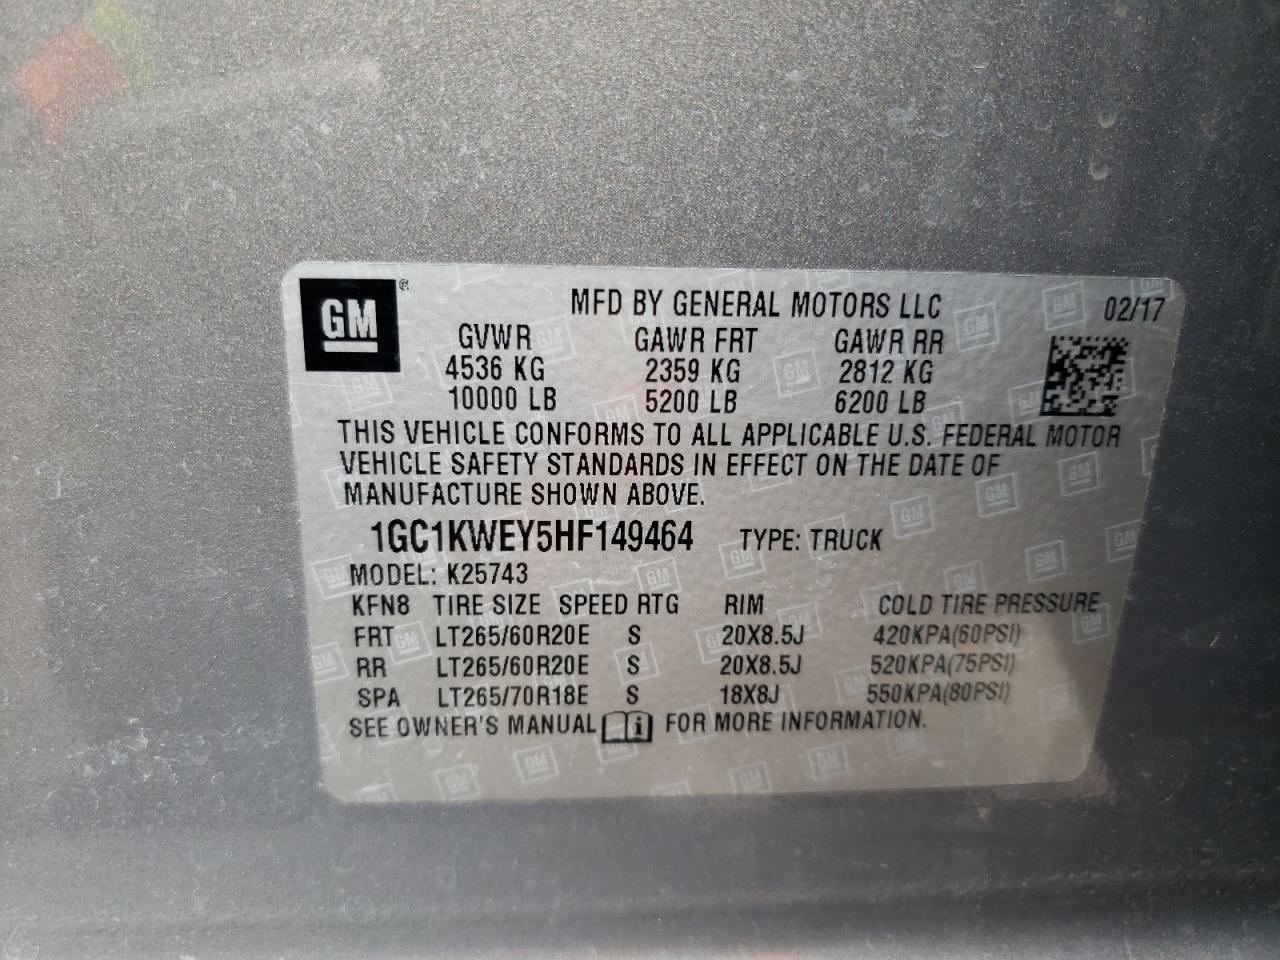 GM ®
MFD BY GENERAL MOTORS LLC 02/17
GVWR GAWR FRT GAWR RR
4536 KG 2359 KG 2812 KG
10000 LB 5200 LB 6200 LB
THIS VEHICLE CONFORMS TO ALL APPLICABLE U.S. FEDERAL MOTOR
VEHICLE SAFETY STANDARDS IN EFFECT ON THE DATE OF
MANUFACTURE SHOWN ABOVE.
1GC1KWEY5HF149464 TYPE: TRUCK
MODEL: K25743
KFN8 TIRE SIZE SPEED RTG RIM COLD TIRE PRESSURE
FRT LT265/60R20E S 20X8.5J 420KPA(60PSI)
RR LT265/60R20E S 20X8.5J 520KPA(75PSI)
SPA LT265/70R18E S 18X8J 550KPA(80PSI)
SEE OWNER'S MANUAL i FOR MORE INFORMATION.